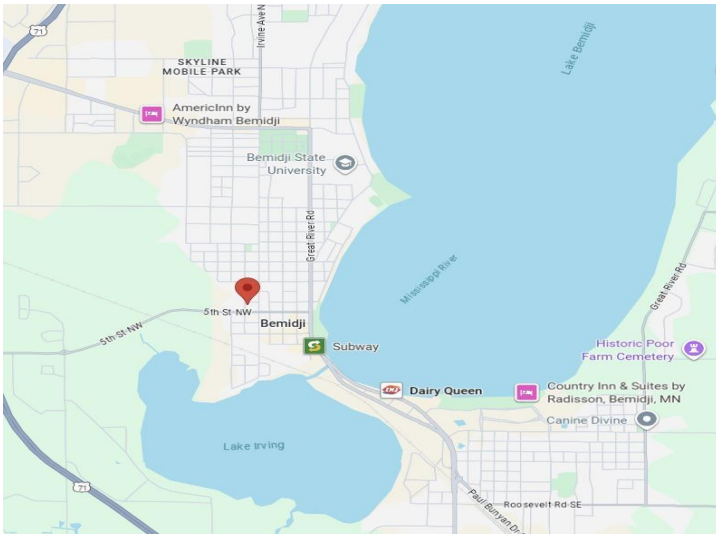 71
Irvine Ave N
SKYLINE
MOBILE PARK
Lake Bemidji
AmericInn by
Wyndham Bemidji
Bemidji State
University
Great River Rd
Mississippi River
Great River Rd
5th St NW
5th St NW
Bemidji
Subway
Historic Poor
Farm Cemetery
Dairy Queen
Country Inn & Suites by
Radisson, Bemidji, MN
Canine Divine
Lake Irving
71
Paul Bunyan Dr
Roosevelt Rd SE